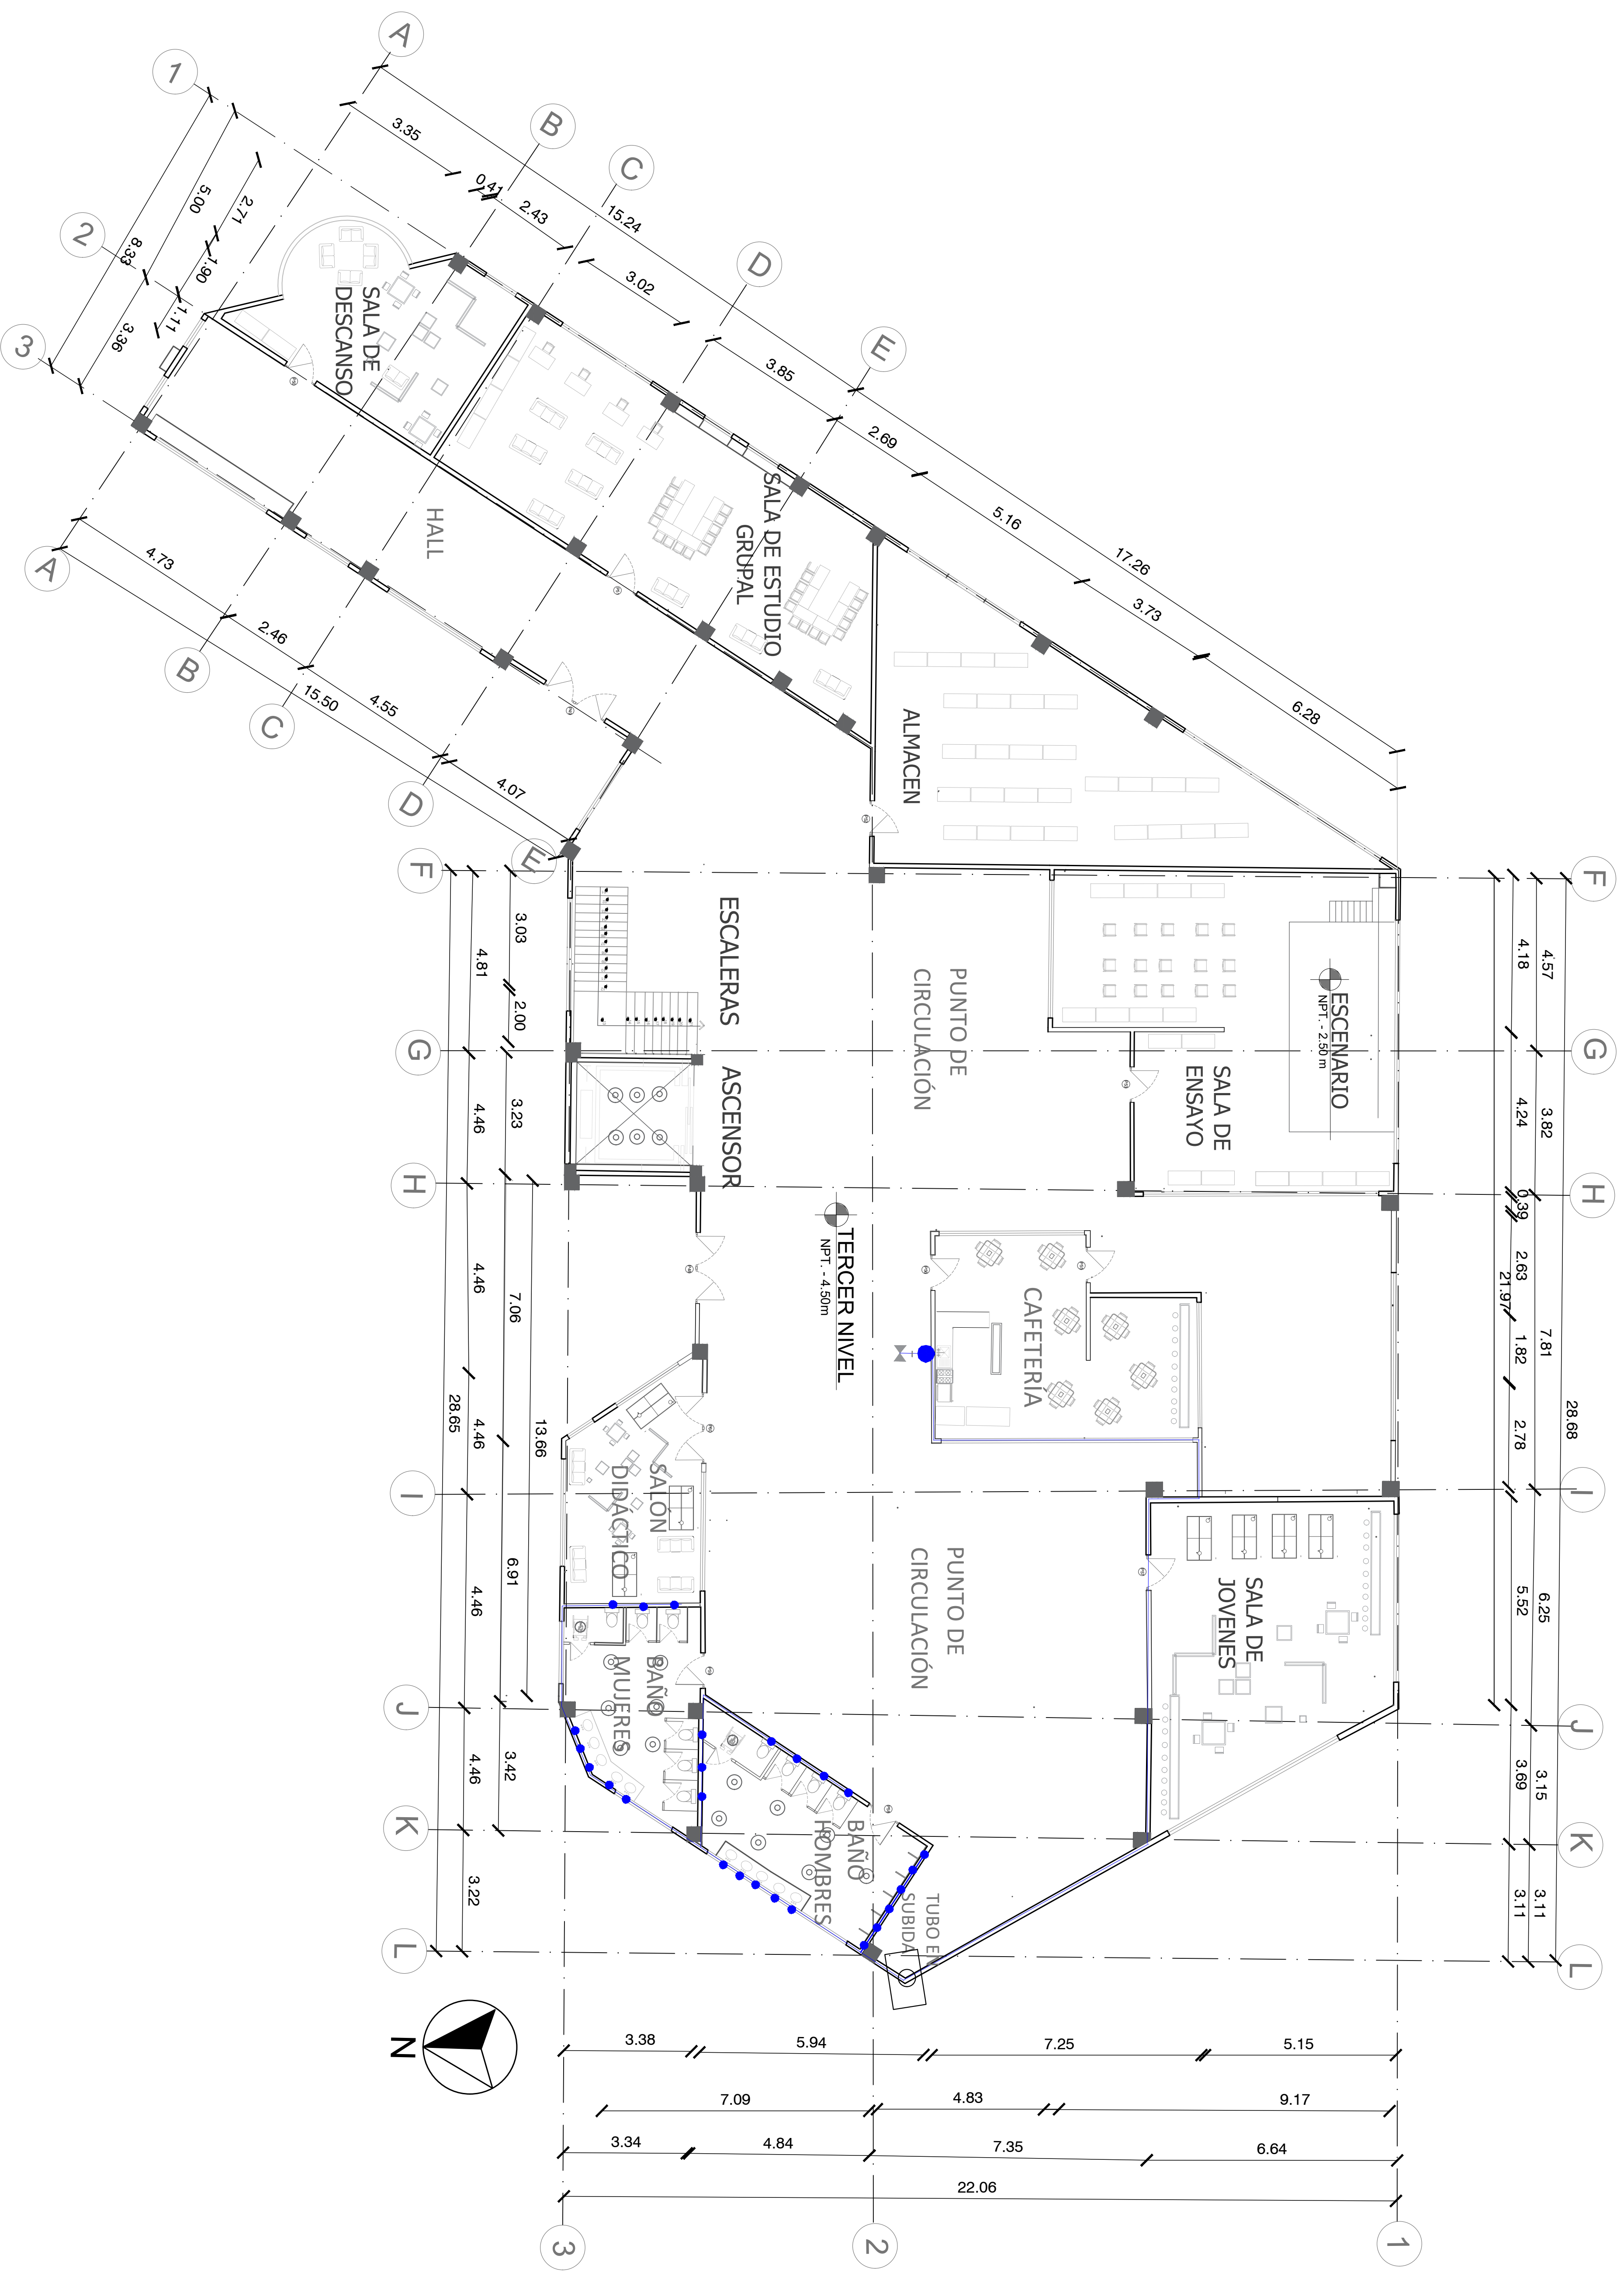 A
1
B
C
D
E
2
3
3.35
0.41
2.43
15.24
3.02
3.85
2.69
5.16
17.26
3.73
6.28
5.00
2.71
8.33
1.90
1.11
3.36
SALA DE
DESCANSO
HALL
SALA DE ESTUDIO
GRUPAL
ALMACEN
A
B
C
D
E
4.73
2.46
15.50
4.55
4.07
F
G
H
I
J
K
L
3.03
4.81
2.00
3.23
4.46
4.46
7.06
13.66
28.65
4.46
6.91
4.46
3.42
4.46
3.22
ESCALERAS
ASCENSOR
PUNTO DE
CIRCULACIÓN
ESCENARIO
NPT. - 2.50 m
SALA DE
ENSAYO
TERCER NIVEL
NPT. - 4.50m
CAFETERÍA
SALON
DIDÁCTICO
PUNTO DE
CIRCULACIÓN
SALA DE
JOVENES
BAÑO
MUJERES
BAÑO
HOMBRES
TUBO E
SUBIDA
F
G
H
I
J
K
L
4.57
4.18
3.82
4.24
0.39
2.63
21.97
7.81
1.82
28.68
2.78
6.25
5.52
3.15
3.69
3.11
3.11
N
3.38
5.94
7.25
5.15
7.09
4.83
9.17
3.34
4.84
7.35
6.64
22.06
3
2
1